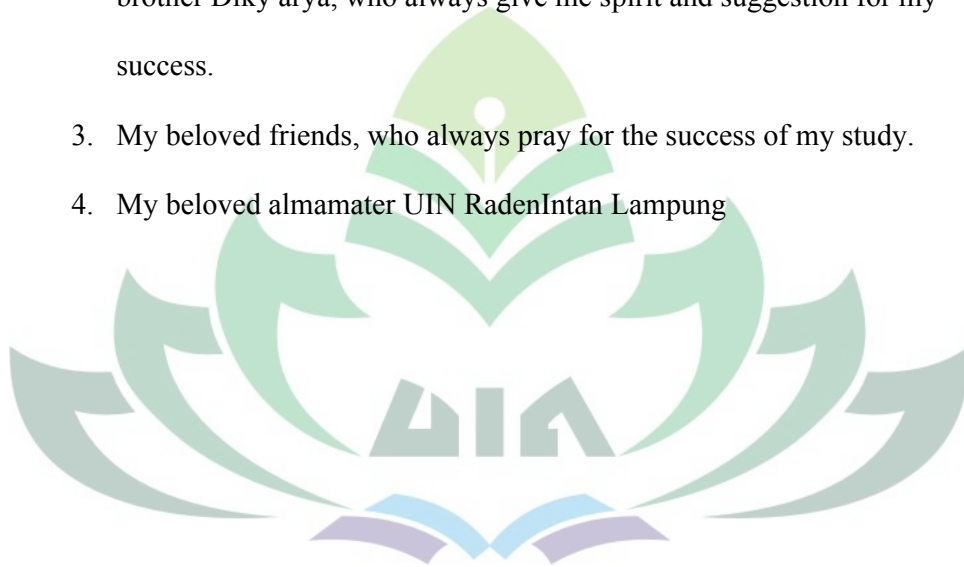 brother Diky arya, who always give me spirit and suggestion for my
success.
3. My beloved friends, who always pray for the success of my study.
4. My beloved almamater UIN RadenIntan Lampung
UIN